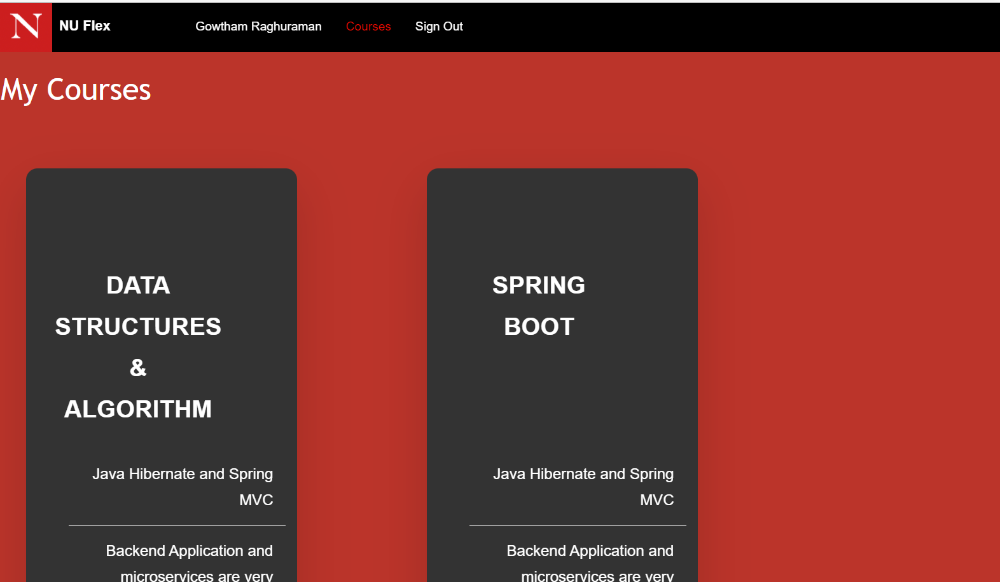 N NU Flex Gowtham Raghuraman Courses Sign Out
My Courses
DATA
STRUCTURES
&
ALGORITHM
Java Hibernate and Spring
MVC
Backend Application and
microservices are very
SPRING
BOOT
Java Hibernate and Spring
MVC
Backend Application and
microservices are very